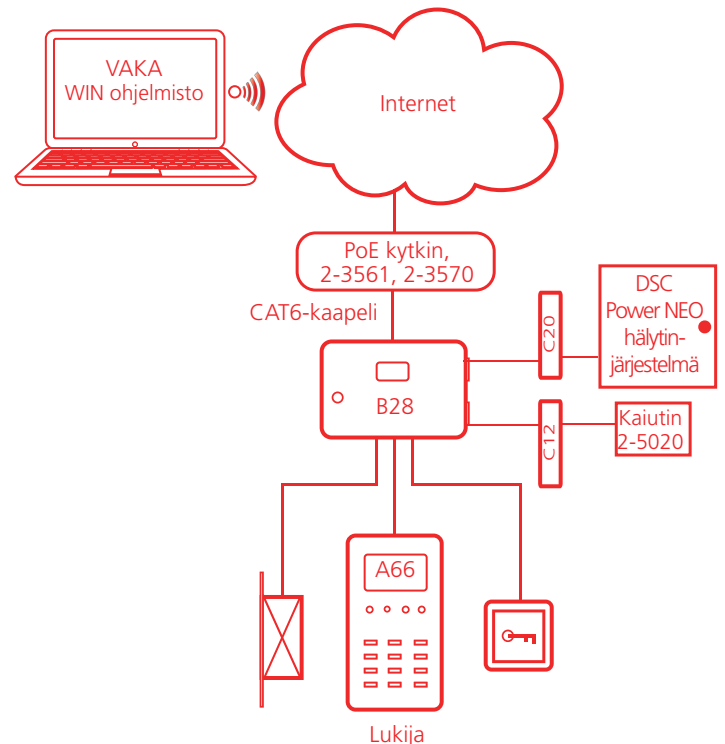 VAKA
WIN ohjelmisto
Internet
PoE kytkin,
2-3561, 2-3570
CAT6-kaapeli
C20
DSC
Power NEO
hälytin-
järjestelmä
B28
C12
Kaiutin
2-5020
A66
Lukija